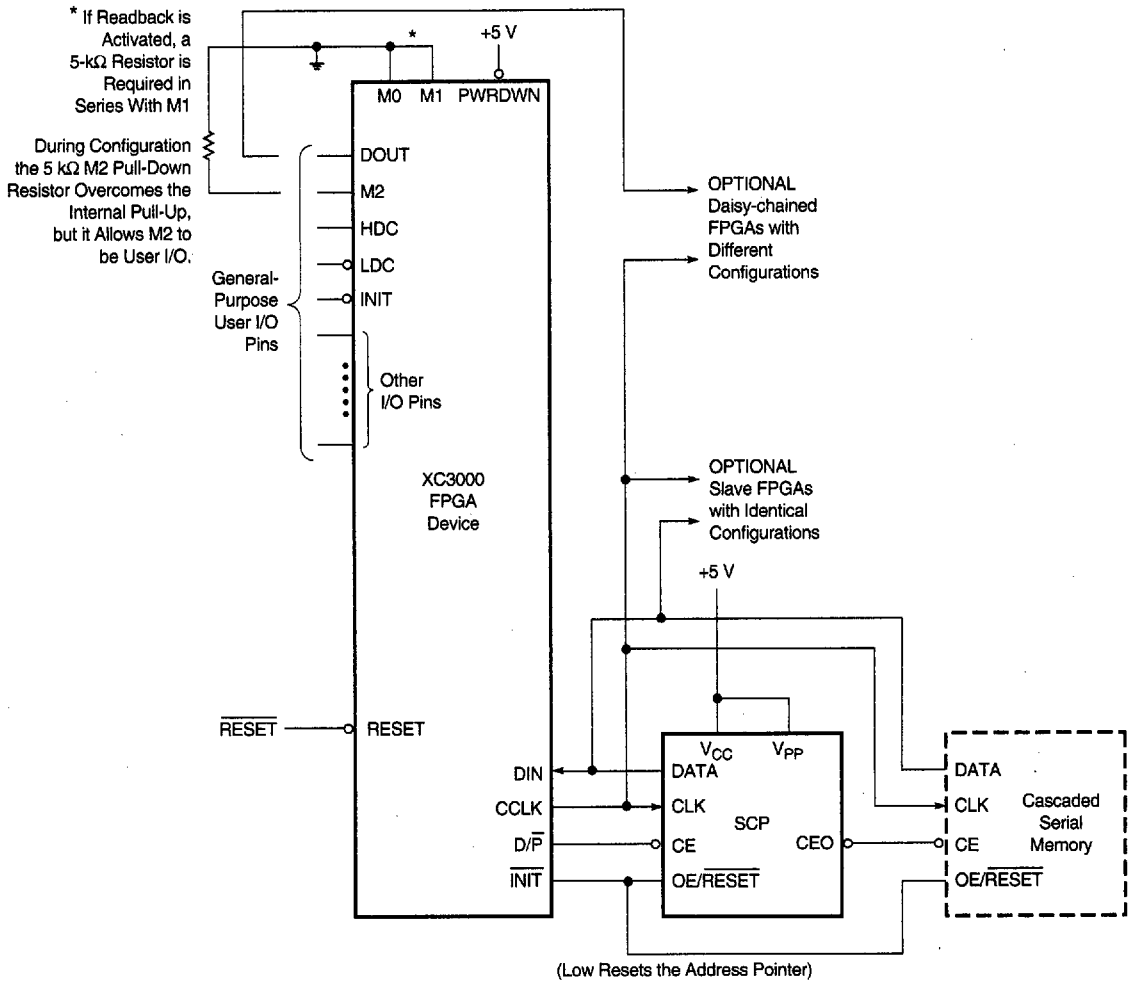 * If Readback is
Activated, a
5-kΩ Resistor is
Required in
Series With M1
During Configuration
the 5 kΩ M2 Pull-Down
Resistor Overcomes the
Internal Pull-Up,
but it Allows M2 to
be User I/O.
*
+5 V
M0 M1 PWRDWN
DOUT
M2
HDC
LDC
INIT
General-
Purpose
User I/O
Pins
Other
I/O Pins
XC3000
FPGA
Device
OPTIONAL
Daisy-chained
FPGAs with
Different
Configurations
OPTIONAL
Slave FPGAs
with Identical
Configurations
+5 V
RESET
RESET
DIN
CCLK
D/P
INIT
VCC VPP
DATA
CLK
SCP
CE
CEO
OE/RESET
DATA
CLK
Cascaded
Serial
Memory
CE
OE/RESET
(Low Resets the Address Pointer)